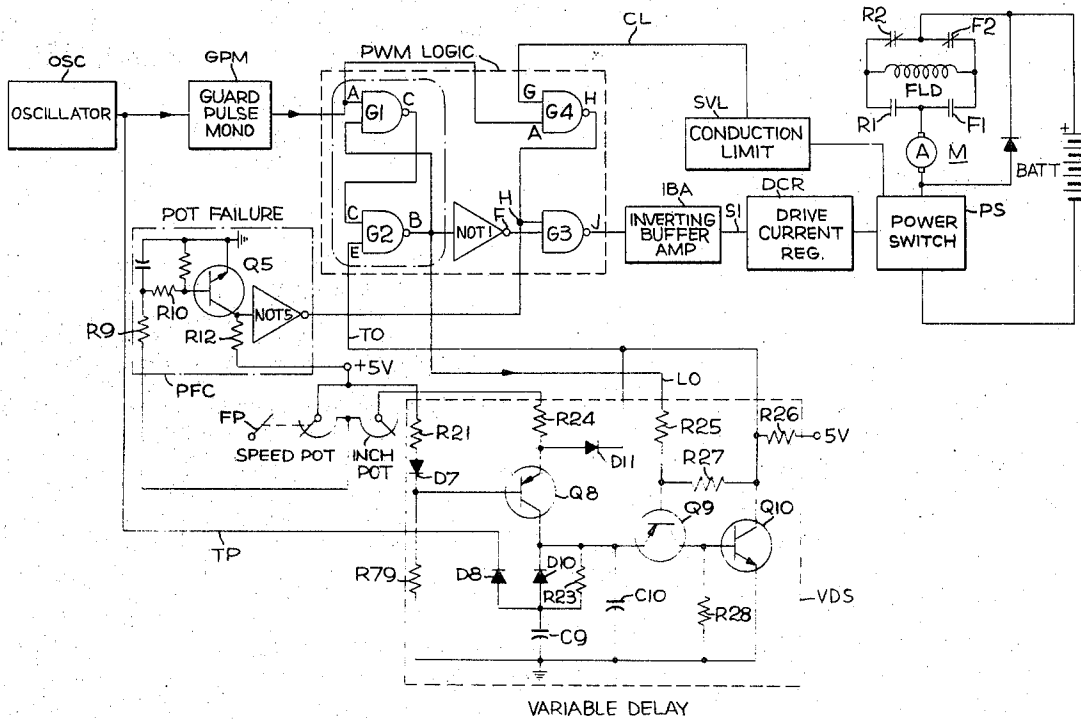 OSC
GPM
PWM LOGIC
CL
OSCILLATOR
GUARD
PULSE
MONO
A
G1
C
G
G4
H
A
SVL
CONDUCTION
LIMIT
R2
F2
FLD
R1
F1
A
M
+
BATT
C
G2
B
E
NOT 1
F
H
G3
J
IBA
INVERTING
BUFFER
AMP
S1
DCR
DRIVE
CURRENT
REG.
POWER
SWITCH
PS
POT FAILURE
Q5
R10
R9
R12
NOT5
PFC
TO
+5V
LO
FP
SPEED POT
INCH
POT
R21
D7
R24
D11
Q8
R25
R26
5V
R27
Q9
Q10
TP
R79
D8
D10
R23
C10
C9
R28
VDS
VARIABLE DELAY